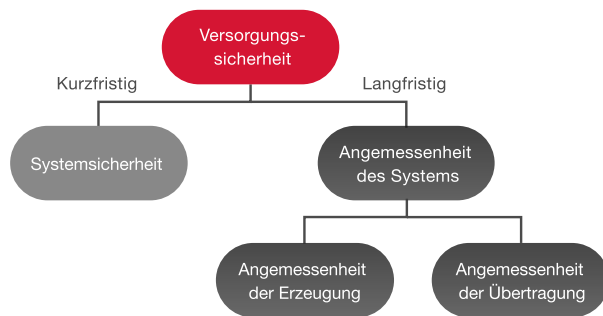 Versorgungs-
sicherheit
Kurzfristig
Langfristig
Systemsicherheit
Angemessenheit
des Systems
Angemessenheit
der Erzeugung
Angemessenheit
der Übertragung